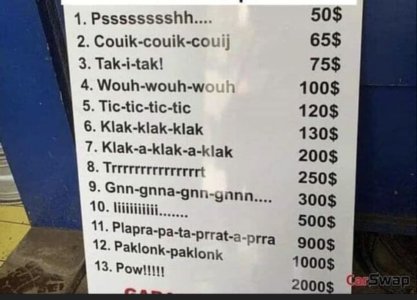 1. Psssssssshh.... 50$
2. Couik-couik-couij 65$
3. Tak-i-tak! 75$
4. Wouh-wouh-wouh 100$
5. Tic-tic-tic-tic 120$
6. Klak-klak-klak 130$
7. Klak-a-klak-a-klak 200$
8. Trrrrrrrrrrrrrrrt 250$
9. Gnn-gnna-gnn-gnnn.... 300$
10. Iiiiiiiiiii....... 500$
11. Plapra-pa-ta-prrat-a-prra 900$
12. Paklonk-paklonk 1000$
13. Pow!!!!! 2000$
CarSwap